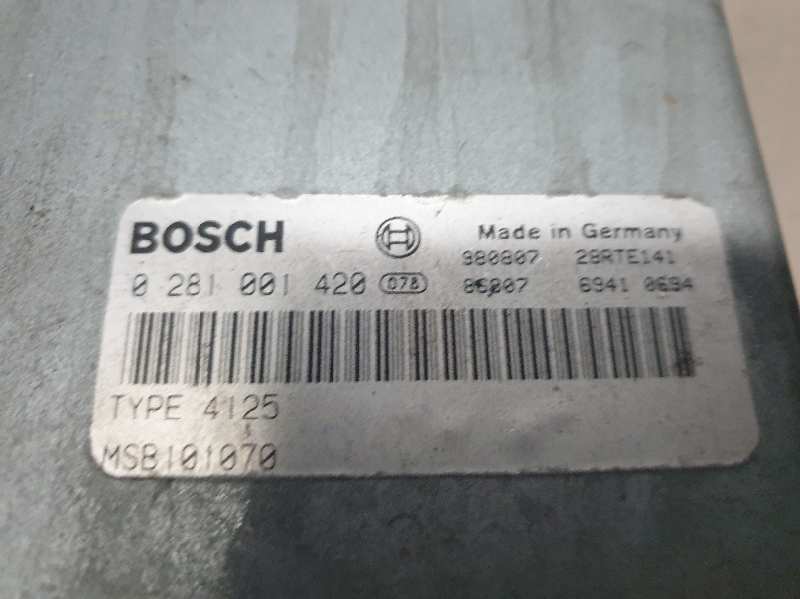 BOSCH Made in Germany
980807 28RTE141
0 281 001 420 078 6941 0694
TYPE 4125
MSB101070